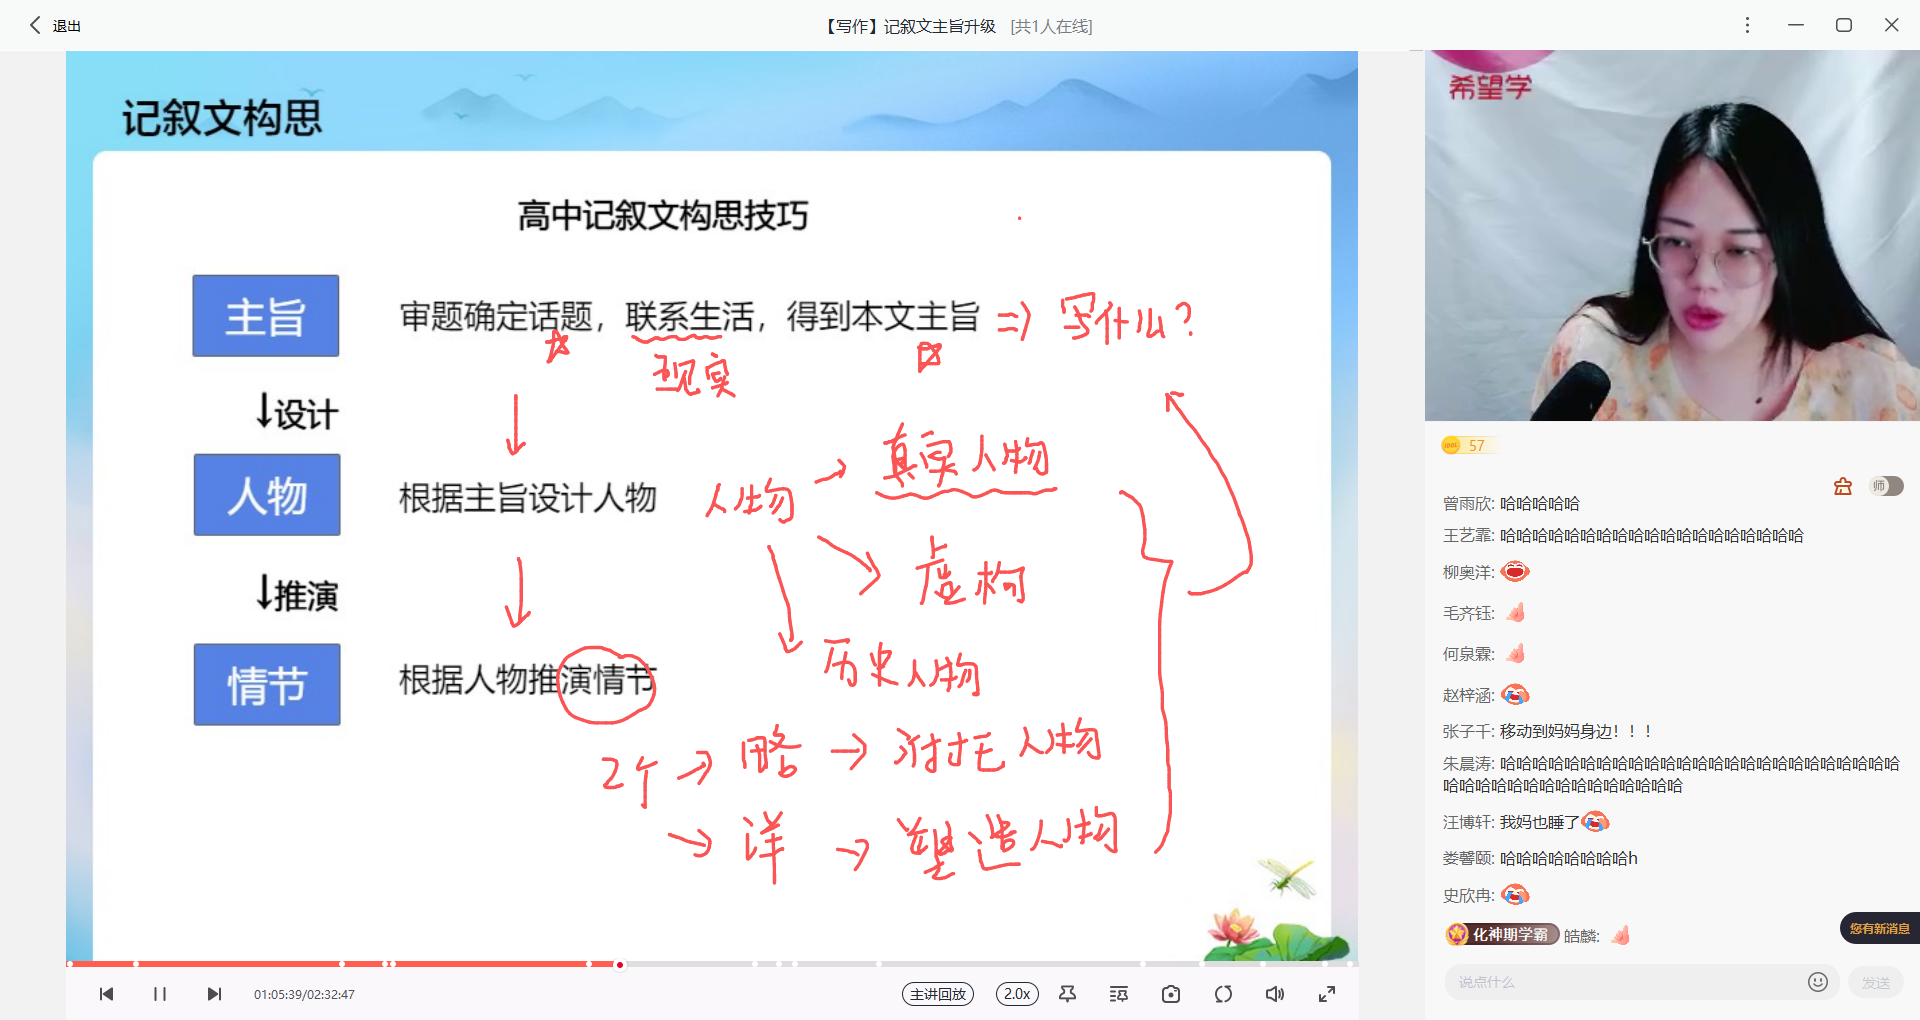 退出
【写作】记叙文主旨升级 [共1人在线]
记叙文构思
高中记叙文构思技巧
主旨
审题确定话题，联系生活，得到本文主旨 => 写什么?
现实
↓设计
人物
根据主旨设计人物
人物 → 真实人物
虚构
历史人物
↓推演
情节
根据人物推演情节
2个 → 略 → 衬托人物
→ 详 → 塑造人物
希望学
57
师
曾雨欣: 哈哈哈哈哈
王艺霏: 哈哈哈哈哈哈哈哈哈哈哈哈哈哈哈哈哈哈哈
柳奥洋:
毛齐钰:
何泉霖:
赵梓涵:
张子千: 移动到妈妈身边！！！
朱晨涛: 哈哈哈哈哈哈哈哈哈哈哈哈哈哈哈哈哈哈哈哈哈哈哈哈哈
哈哈哈哈哈哈哈哈哈哈哈哈哈哈哈
汪博轩: 我妈也睡了
娄馨颐: 哈哈哈哈哈哈哈哈h
史欣冉:
化神期学霸 皓麟:
您有新消息
说点什么
发送
01:05:39/02:32:47
主讲回放
2.0x